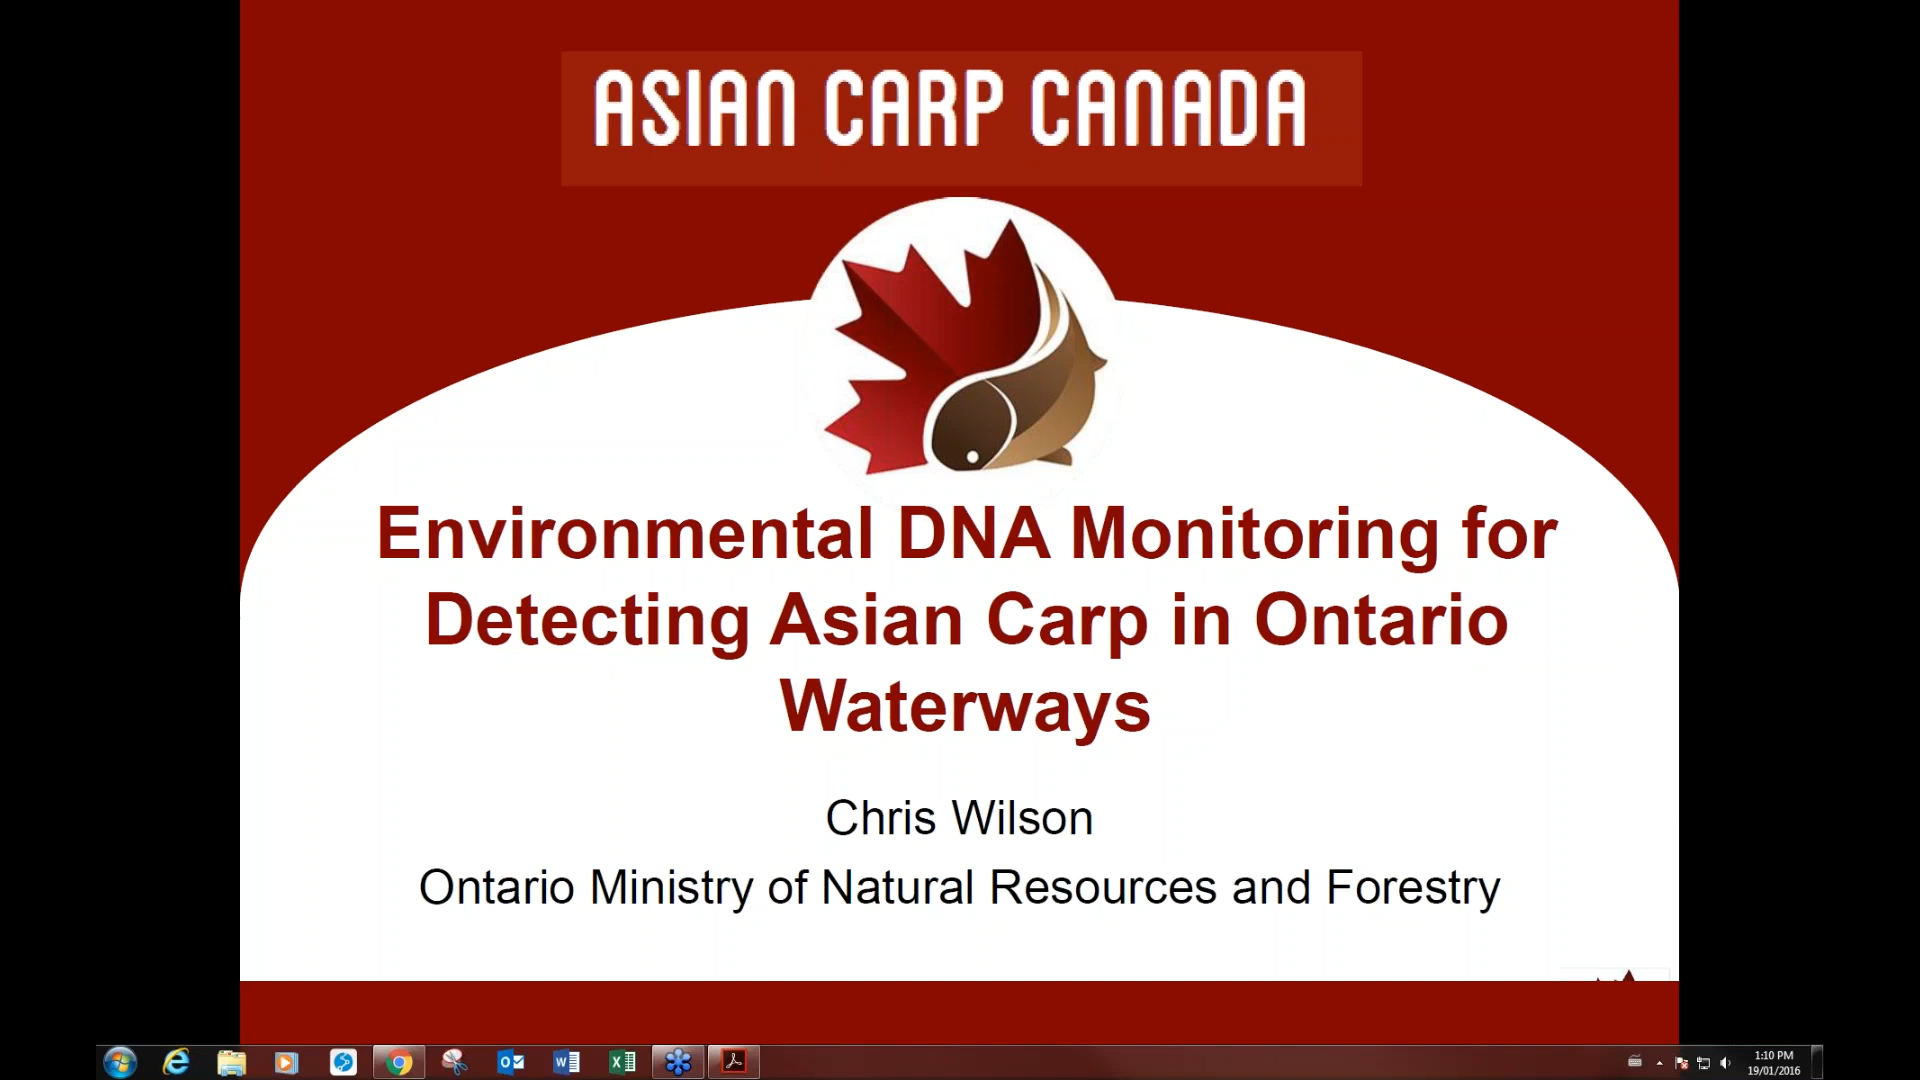 ASIAN CARP CANADA
Environmental DNA Monitoring for
Detecting Asian Carp in Ontario
Waterways
Chris Wilson
Ontario Ministry of Natural Resources and Forestry
1:10 PM
19/01/2016